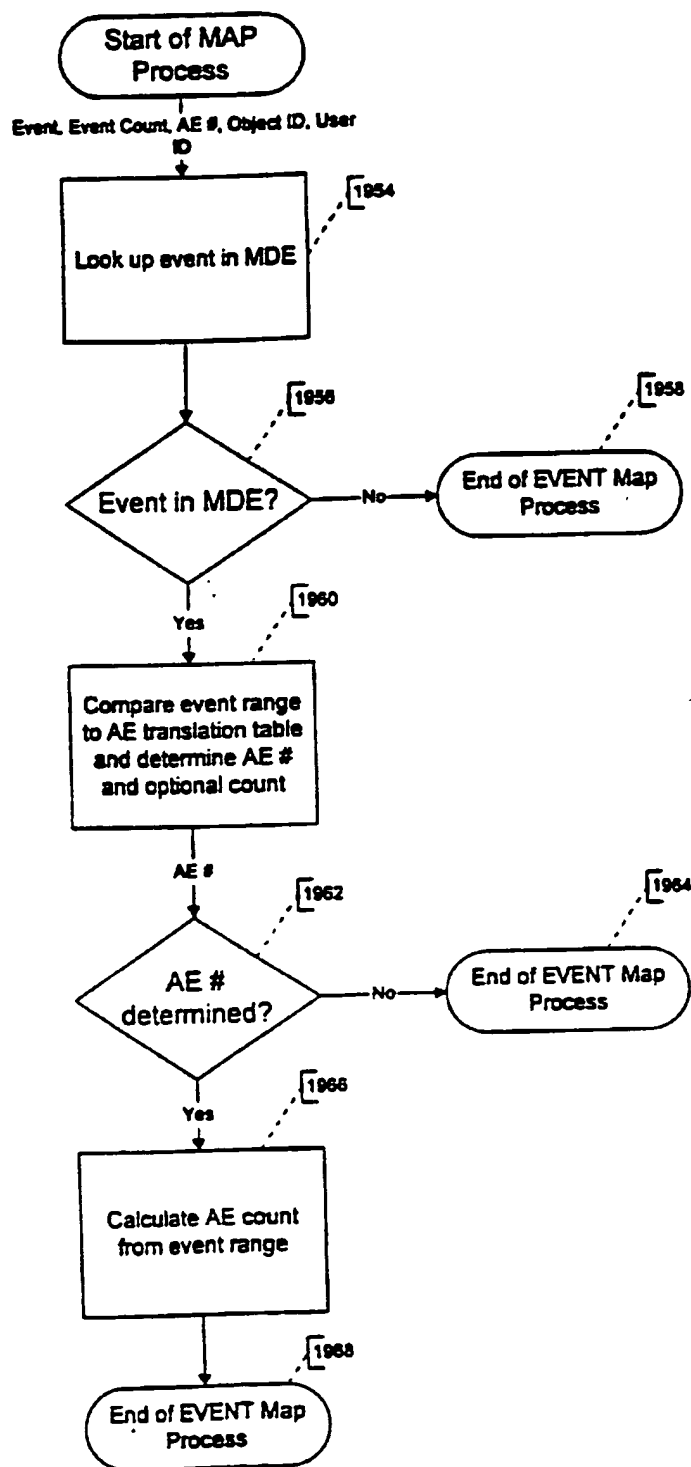 Start of MAP
Process
Event, Event Count, AE #, Object ID, User
ID
1954
Look up event in MDE
1956
Event in MDE?
No
1958
End of EVENT Map
Process
Yes
1960
Compare event range
to AE translation table
and determine AE #
and optional count
AE #
1962
AE #
determined?
No
1964
End of EVENT Map
Process
Yes
1966
Calculate AE count
from event range
1968
End of EVENT Map
Process